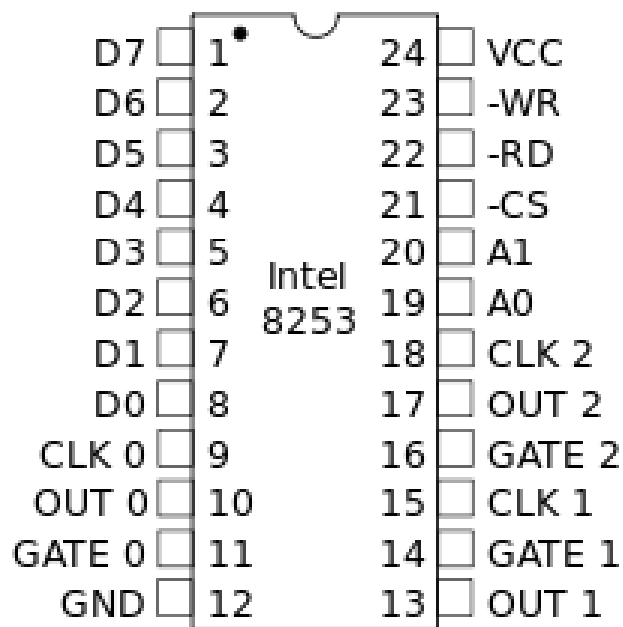 D7 1 24 VCC
D6 2 23 -WR
D5 3 22 -RD
D4 4 21 -CS
D3 5 20 A1
Intel
D2 6 19 A0
8253
D1 7 18 CLK 2
D0 8 17 OUT 2
CLK 0 9 16 GATE 2
OUT 0 10 15 CLK 1
GATE 0 11 14 GATE 1
GND 12 13 OUT 1